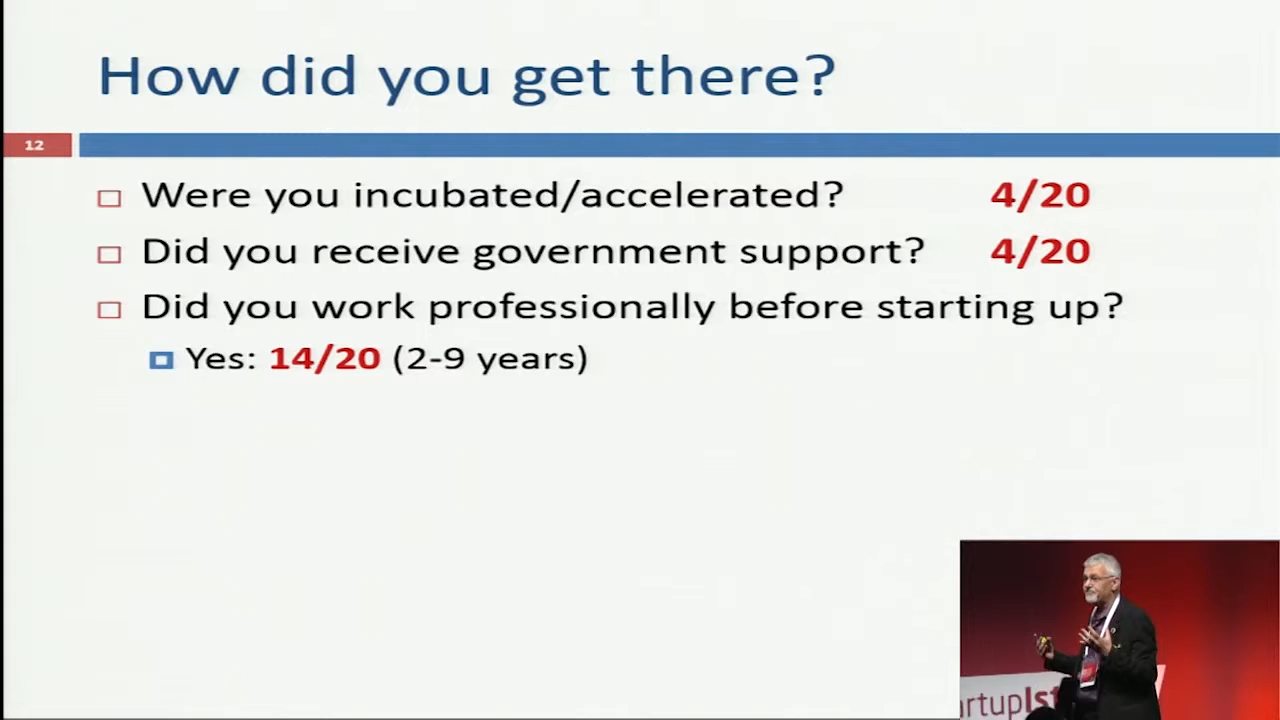 How did you get there?
12
Were you incubated/accelerated? 4/20
Did you receive government support? 4/20
Did you work professionally before starting up?
Yes: 14/20 (2-9 years)